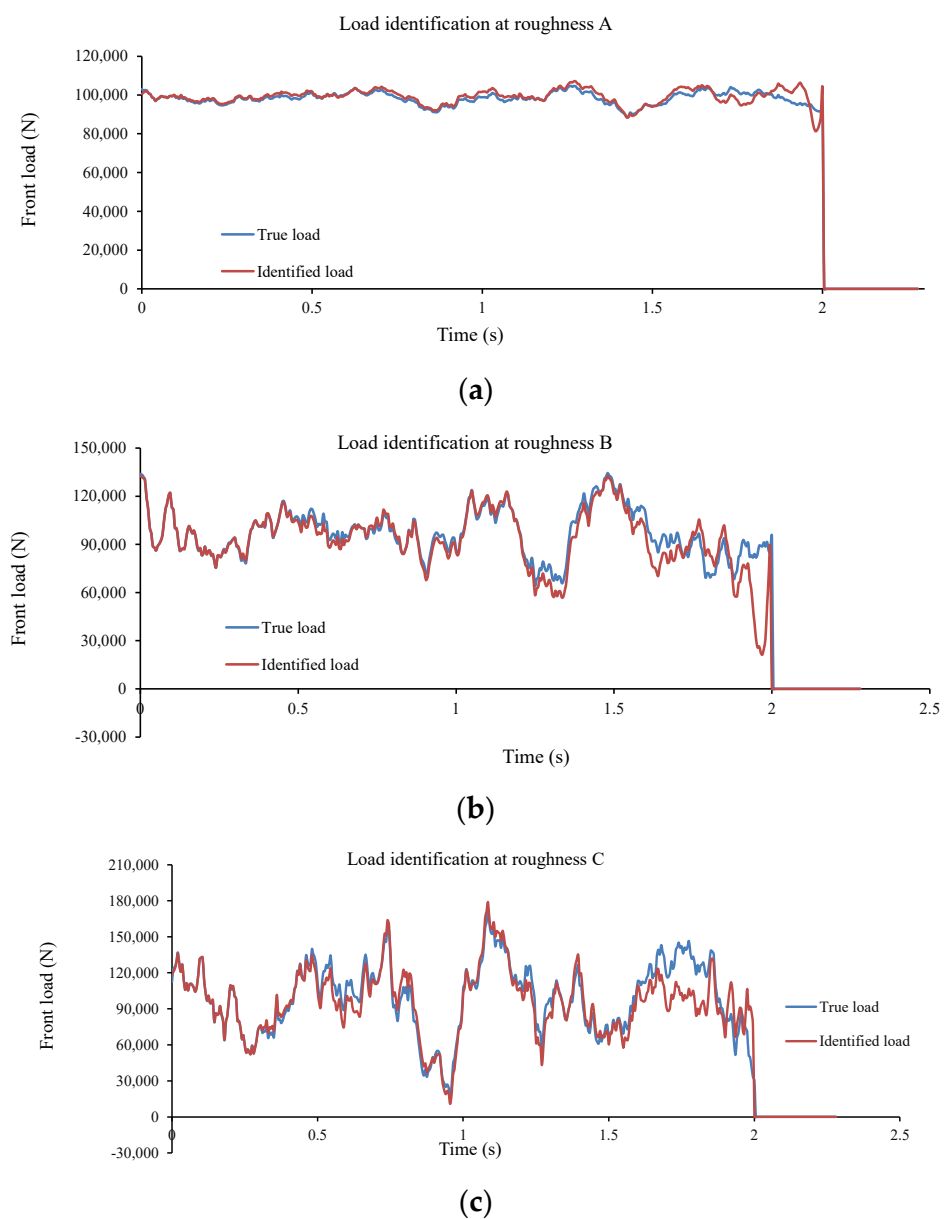 Load identification at roughness A
120,000
100,000
80,000
60,000
40,000
20,000
0
Front load (N)
True load
Identified load
0 0.5 1 1.5 2
Time (s)
(a)
Load identification at roughness B
150,000
120,000
90,000
60,000
30,000
0
-30,000
Front load (N)
True load
Identified load
0 0.5 1 1.5 2 2.5
Time (s)
(b)
Load identification at roughness C
210,000
180,000
150,000
120,000
90,000
60,000
30,000
0
-30,000
Front load (N)
True load
Identified load
0 0.5 1 1.5 2 2.5
Time (s)
(c)